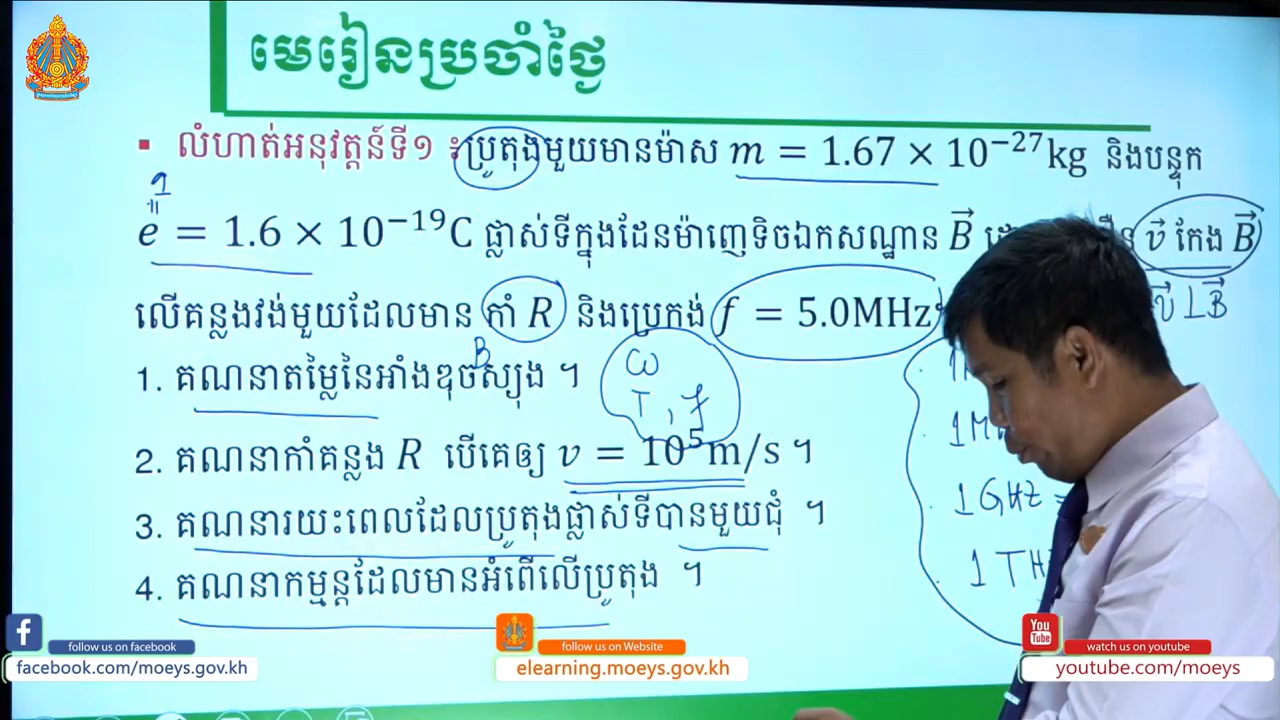 មេរៀនប្រចាំថ្ងៃ
▪ លំហាត់អនុវត្តន៍ទី១ ៖ ប្រូតុងមួយមានម៉ាស m = 1.67 × 10⁻²⁷kg និងបន្ទុក
q
=
e = 1.6 × 10⁻¹⁹C ផ្លាស់ទីក្នុងដែនម៉ាញេទិចឯកសណ្ឋាន B⃗ v⃗ កែង B⃗
លើគន្លងវង់មួយដែលមាន កាំ R និងប្រេកង់ f = 5.0MHz
v⃗ ⊥ B⃗
B
1. គណនាតម្លៃនៃអាំងឌុចស្យុង ។
ω
T , f
2. គណនាកាំគន្លង R បើគេឲ្យ v = 10⁵m/s ។
1GHz =
3. គណនារយៈពេលដែលប្រូតុងផ្លាស់ទីបានមួយជុំ ។
4. គណនាកម្មន្តដែលមានអំពើលើប្រូតុង ។
follow us on facebook
facebook.com/moeys.gov.kh
follow us on Website
elearning.moeys.gov.kh
You
Tube
watch us on youtube
youtube.com/moeys